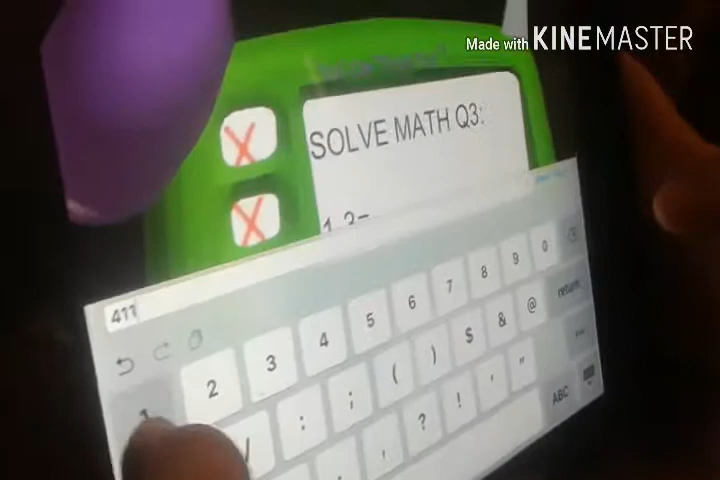 Made with KINEMASTER
SOLVE MATH Q3:
411
1 2 3 4 5 6 7 8 9 0
/ : ; ( ) $ & @ return
. , ? ! ' " ABC